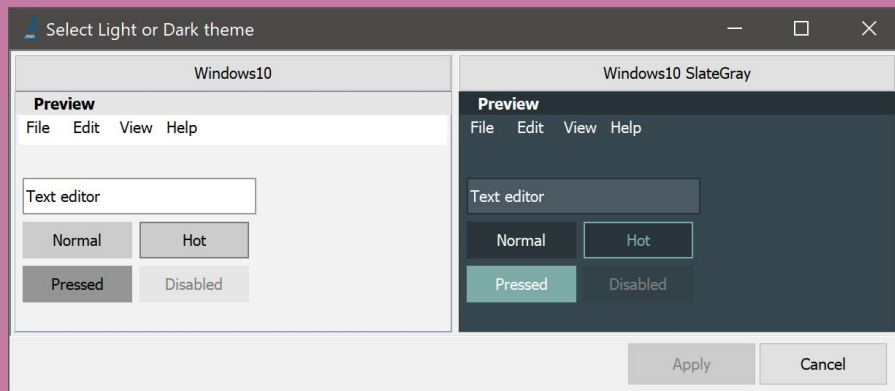 Select Light or Dark theme
Windows10
Preview
File Edit View Help
Text editor
Normal Hot
Pressed Disabled
Windows10 SlateGray
Preview
File Edit View Help
Text editor
Normal Hot
Pressed Disabled
Apply Cancel